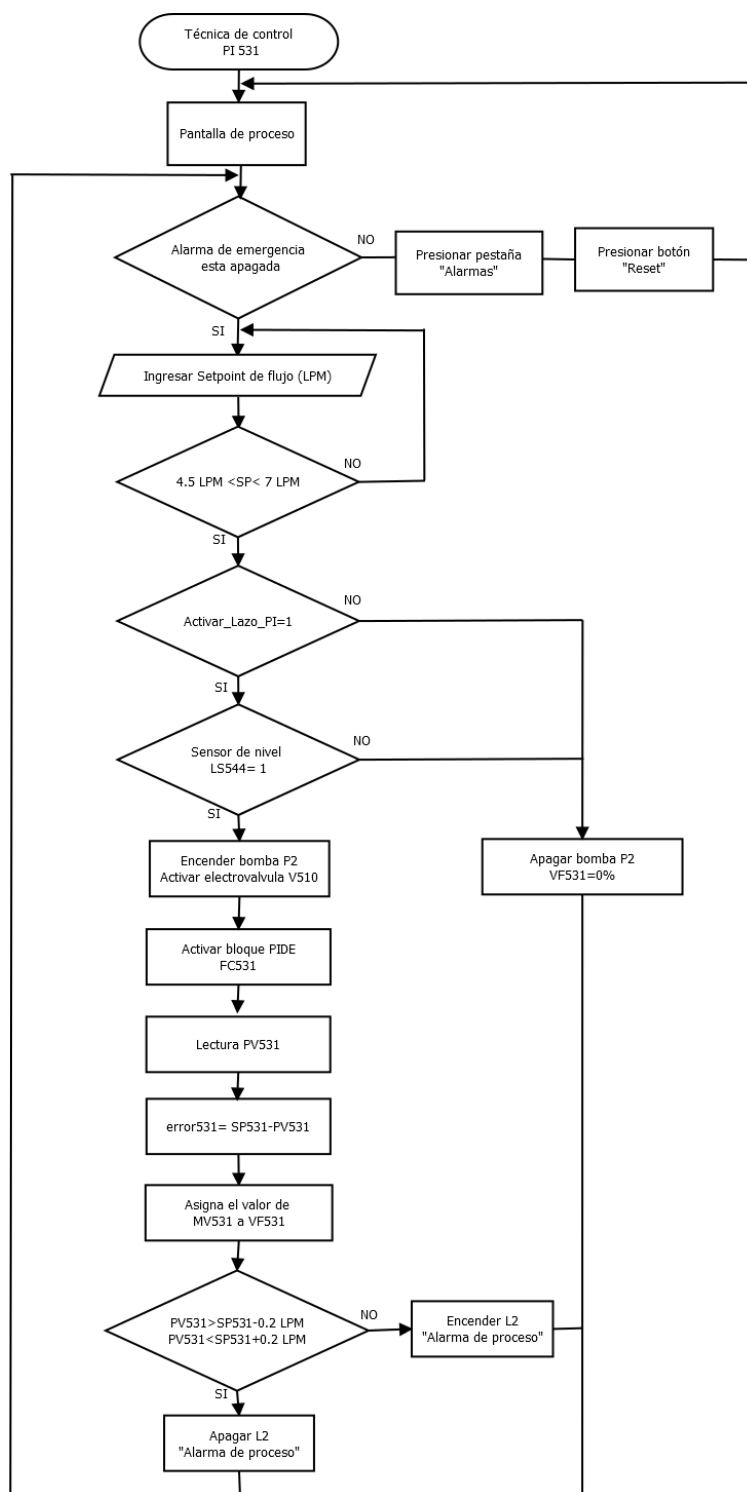 Técnica de control
PI 531
Pantalla de proceso
Alarma de emergencia
esta apagada
NO
Presionar pestaña
"Alarmas"
Presionar botón
"Reset"
SI
Ingresar Setpoint de flujo (LPM)
4.5 LPM <SP< 7 LPM
NO
SI
Activar_Lazo_PI=1
NO
SI
Sensor de nivel
LS544= 1
NO
SI
Encender bomba P2
Activar electrovalvula V510
Apagar bomba P2
VF531=0%
Activar bloque PIDE
FC531
Lectura PV531
error531= SP531-PV531
Asigna el valor de
MV531 a VF531
PV531>SP531-0.2 LPM
PV531<SP531+0.2 LPM
NO
Encender L2
"Alarma de proceso"
SI
Apagar L2
"Alarma de proceso"